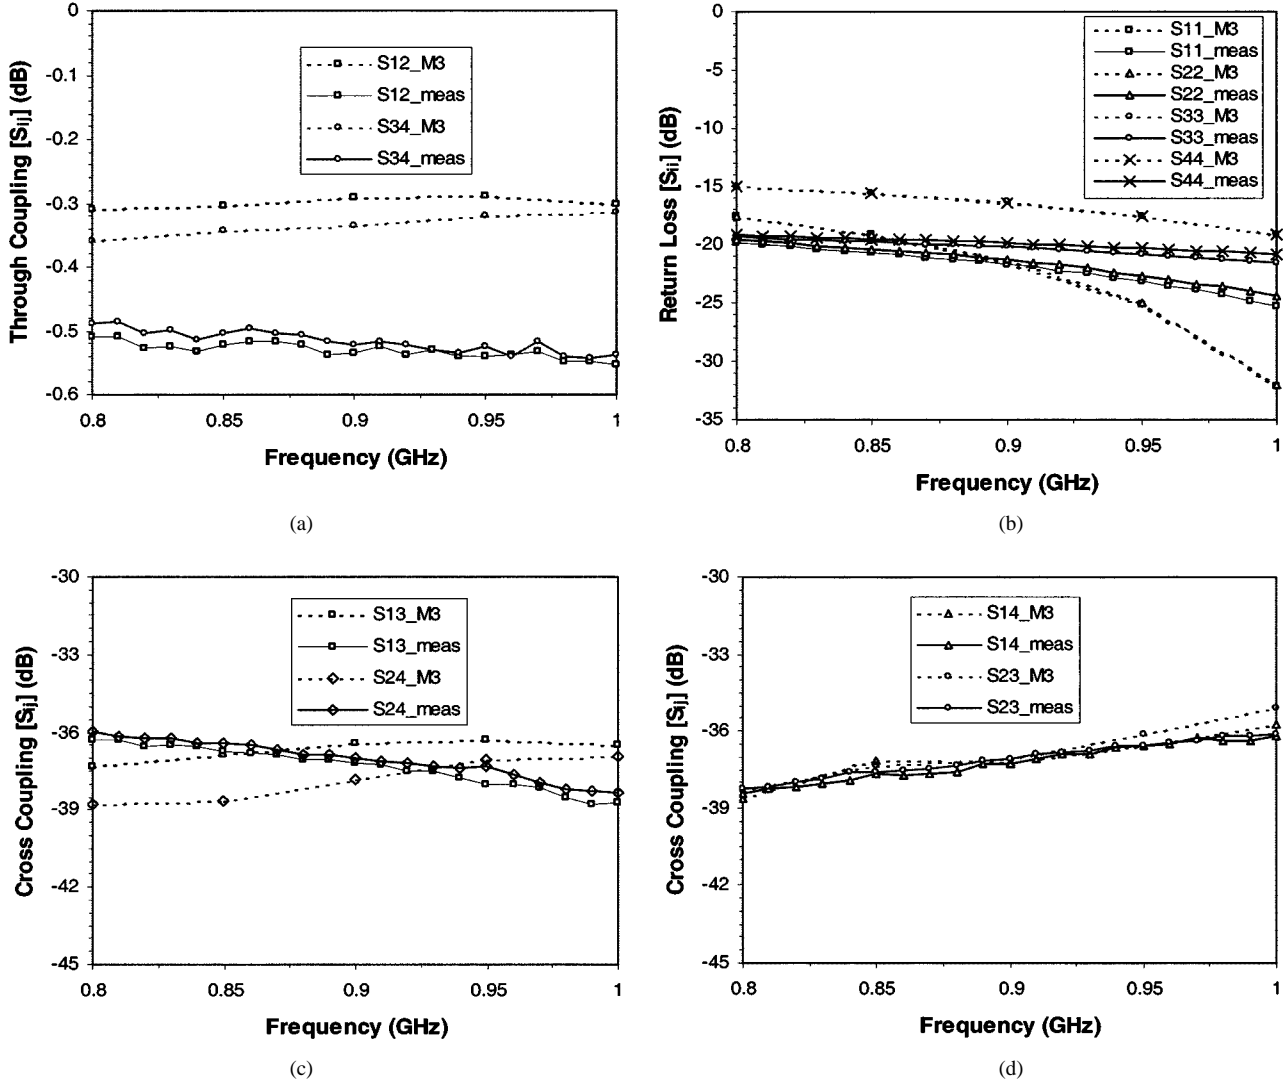 0
-0.1
-0.2
-0.3
-0.4
-0.5
-0.6
Through Coupling [Sij] (dB)
S12_M3
S12_meas
S34_M3
S34_meas
0.8
0.85
0.9
0.95
1
Frequency (GHz)
(a)
0
-5
-10
-15
-20
-25
-30
-35
Return Loss [Sii] (dB)
S11_M3
S11_meas
S22_M3
S22_meas
S33_M3
S33_meas
S44_M3
S44_meas
0.8
0.85
0.9
0.95
1
Frequency (GHz)
(b)
-30
-33
-36
-39
-42
-45
Cross Coupling [Sij] (dB)
S13_M3
S13_meas
S24_M3
S24_meas
0.8
0.85
0.9
0.95
1
Frequency (GHz)
(c)
-30
-33
-36
-39
-42
-45
Cross Coupling [Sij] (dB)
S14_M3
S14_meas
S23_M3
S23_meas
0.8
0.85
0.9
0.95
1
Frequency (GHz)
(d)